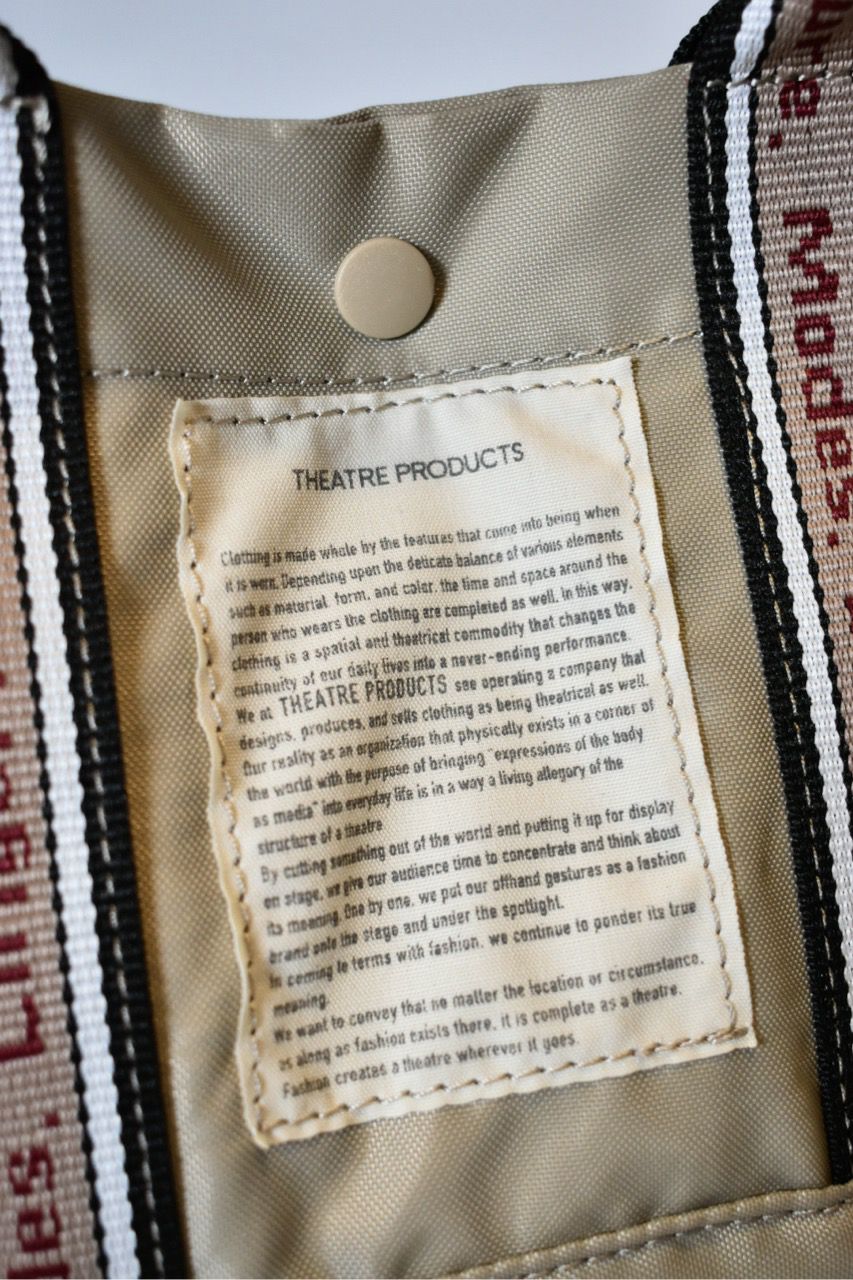 THEATRE PRODUCTS
Clothing is made whole by the features that come into being when
it is worn. Depending upon the delicate balance of various elements
such as material, form, and color, the time and space around the
person who wears the clothing are completed as well. In this way,
clothing is a spatial and theatrical commodity that changes the
continuity of our daily lives into a never-ending performance.
We at THEATRE PRODUCTS see operating a company that
designs, produces, and sells clothing as being theatrical as well.
Our reality as an organization that physically exists in a corner of
the world with the purpose of bringing "expressions of the body
as media" into everyday life is in a way a living allegory of the
structure of a theatre
By cutting something out of the world and putting it up for display
on stage, we give our audience time to concentrate and think about
its meaning. One by one, we put our offhand gestures as a fashion
brand onto the stage and under the spotlight.
In coming to terms with fashion, we continue to ponder its true
meaning.
We want to convey that no matter the location or circumstance,
as along as fashion exists there, it is complete as a theatre.
Fashion creates a theatre wherever it goes.
Modes.